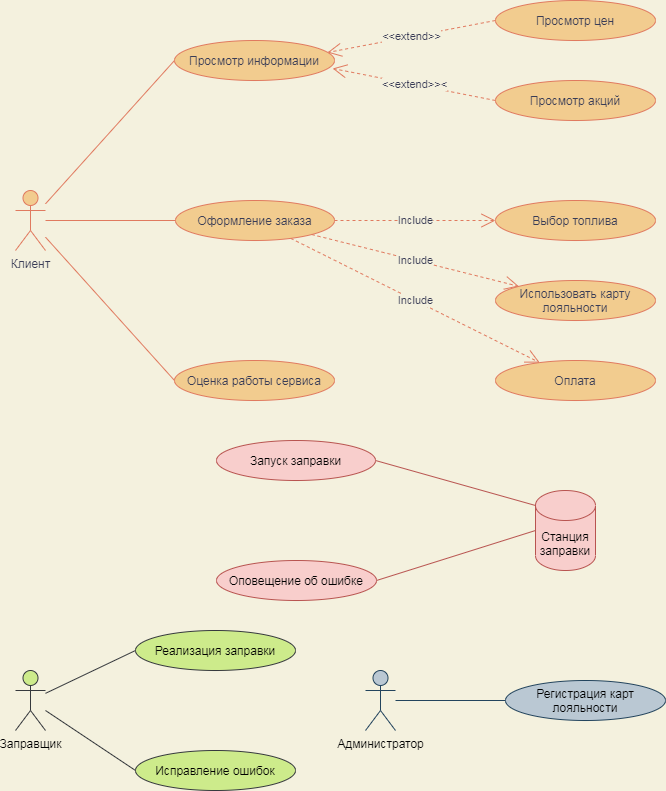 Просмотр цен
<<extend>>
Просмотр информации
<<extend>><
Просмотр акций
Оформление заказа
Include
Выбор топлива
Клиент
Include
Использовать карту
лояльности
Include
Оценка работы сервиса
Оплата
Запуск заправки
Станция
заправки
Оповещение об ошибке
Реализация заправки
Заправщик
Исправление ошибок
Администратор
Регистрация карт
лояльности